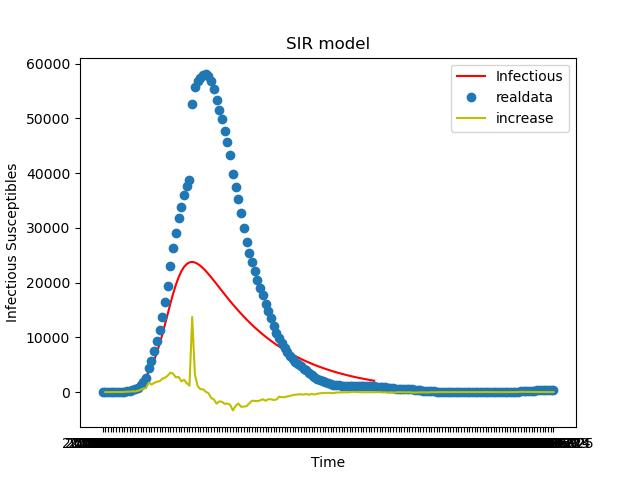 SIR model
Infectious
realdata
increase
60000
50000
40000
30000
20000
10000
0
Infectious Susceptibles
Time